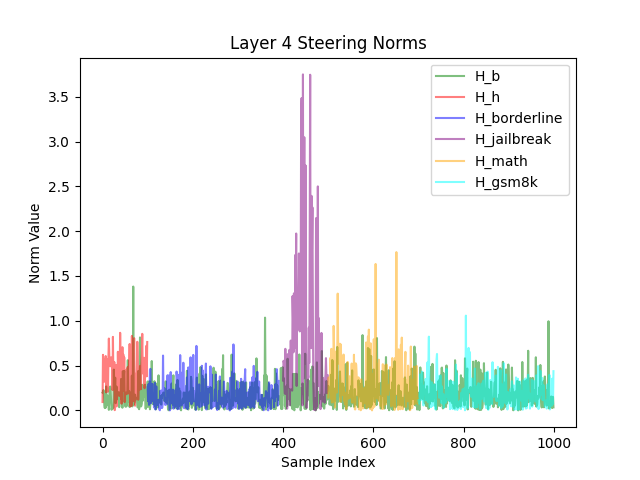 Layer 4 Steering Norms
H_b
H_h
H_borderline
H_jailbreak
H_math
H_gsm8k
Norm Value
3.5
3.0
2.5
2.0
1.5
1.0
0.5
0.0
0 200 400 600 800 1000
Sample Index